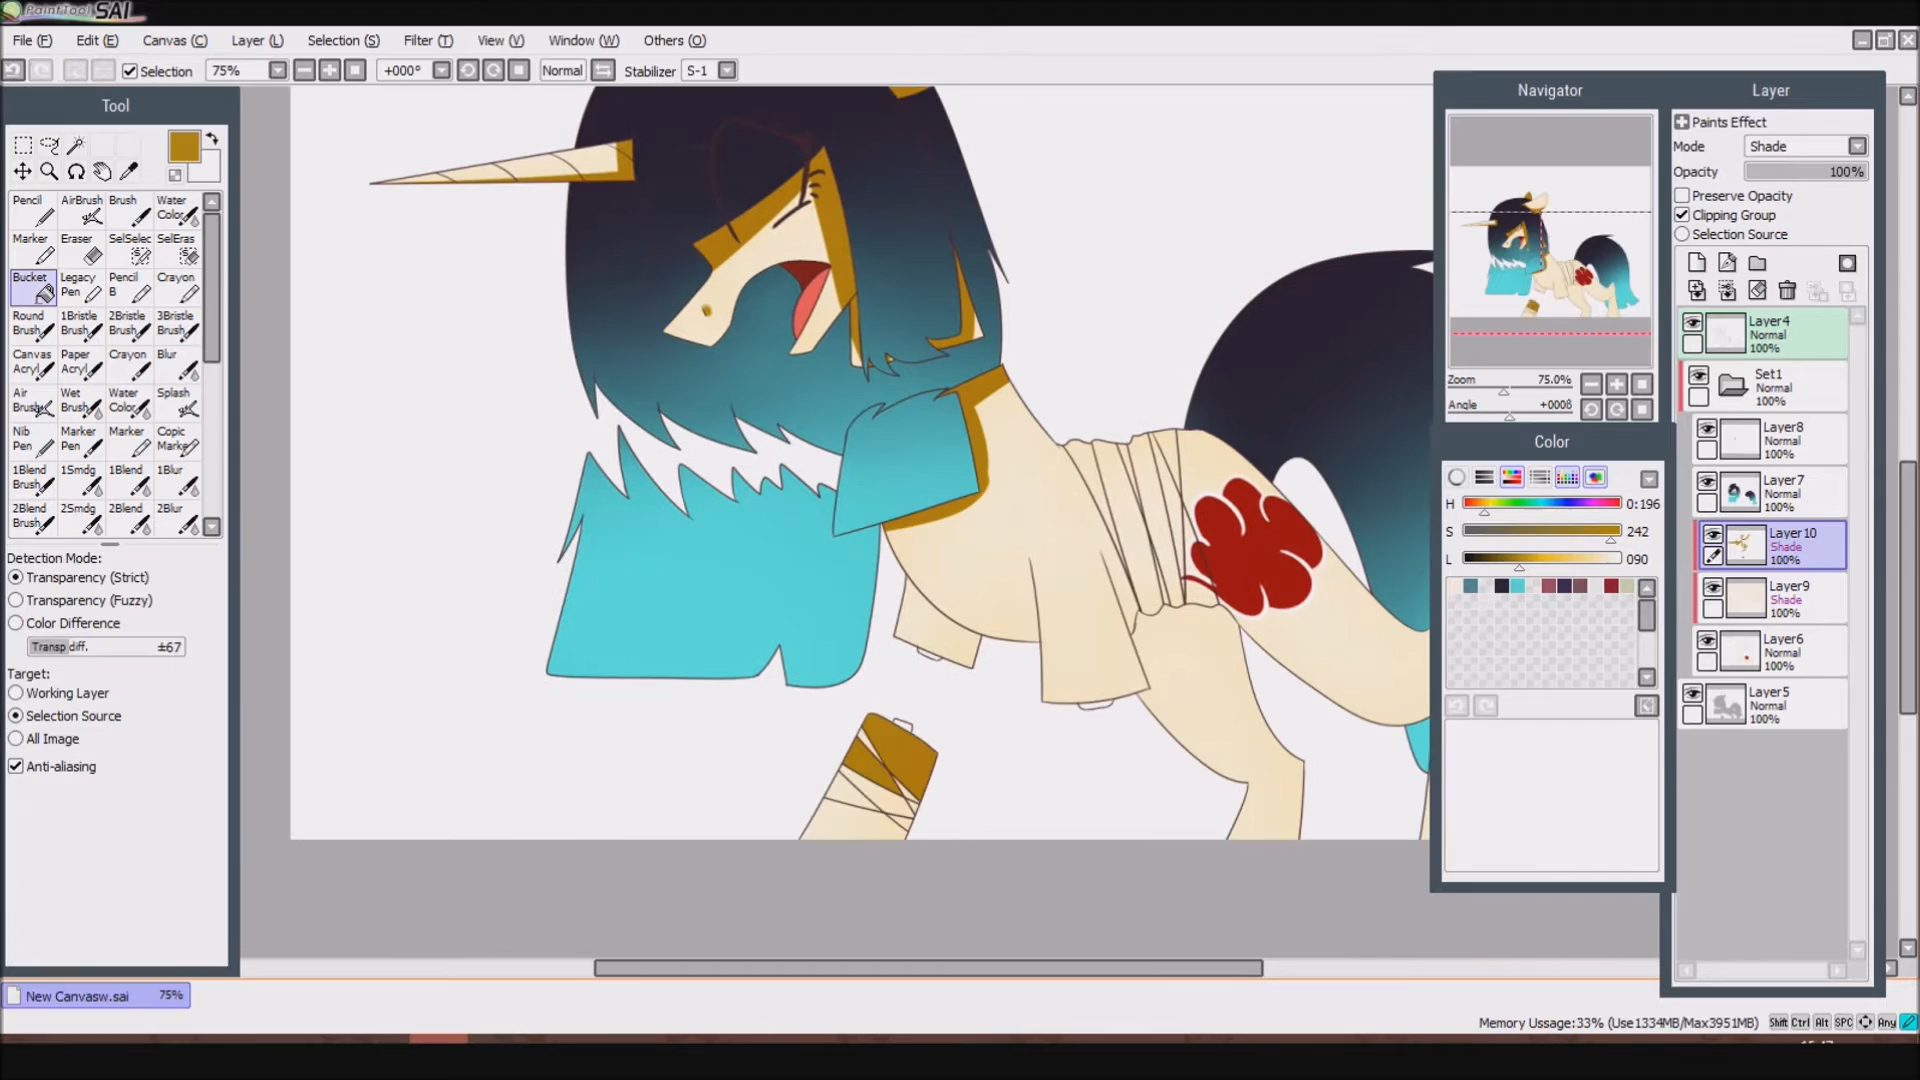 PaintTool SAI
File (F) Edit (E) Canvas (C) Layer (L) Selection (S) Filter (T) View (V) Window (W) Others (O)
Selection 75% +000° Normal Stabilizer S-1
Tool
Pencil AirBrush Brush Water Color
Marker Eraser SelSelec SelEras
Bucket Legacy Pen Pencil B Crayon
Round Brush 1Bristle Brush 2Bristle Brush 3Bristle Brush
Canvas Acryl Paper Acryl Crayon Blur
Air Brush Wet Brush Water Color Splash
Nib Pen Marker Pen Marker Copic Marke
1Blend Brush 1Smdg 1Blend 1Blur
2Blend Brush 2Smdg 2Blend 2Blur
Detection Mode:
Transparency (Strict)
Transparency (Fuzzy)
Color Difference
Transp diff. ±67
Target:
Working Layer
Selection Source
All Image
Anti-aliasing
New Canvasw.sai 75%
Navigator
Zoom 75.0%
Angle +000ß
Color
H 0:196
S 242
L 090
Layer
Paints Effect
Mode Shade
Opacity 100%
Preserve Opacity
Clipping Group
Selection Source
Layer4
Normal
100%
Set1
Normal
100%
Layer8
Normal
100%
Layer7
Normal
100%
Layer10
Shade
100%
Layer9
Shade
100%
Layer6
Normal
100%
Layer5
Normal
100%
Memory Ussage:33% (Use1334MB/Max3951MB) Shift Ctrl Alt SPC Any